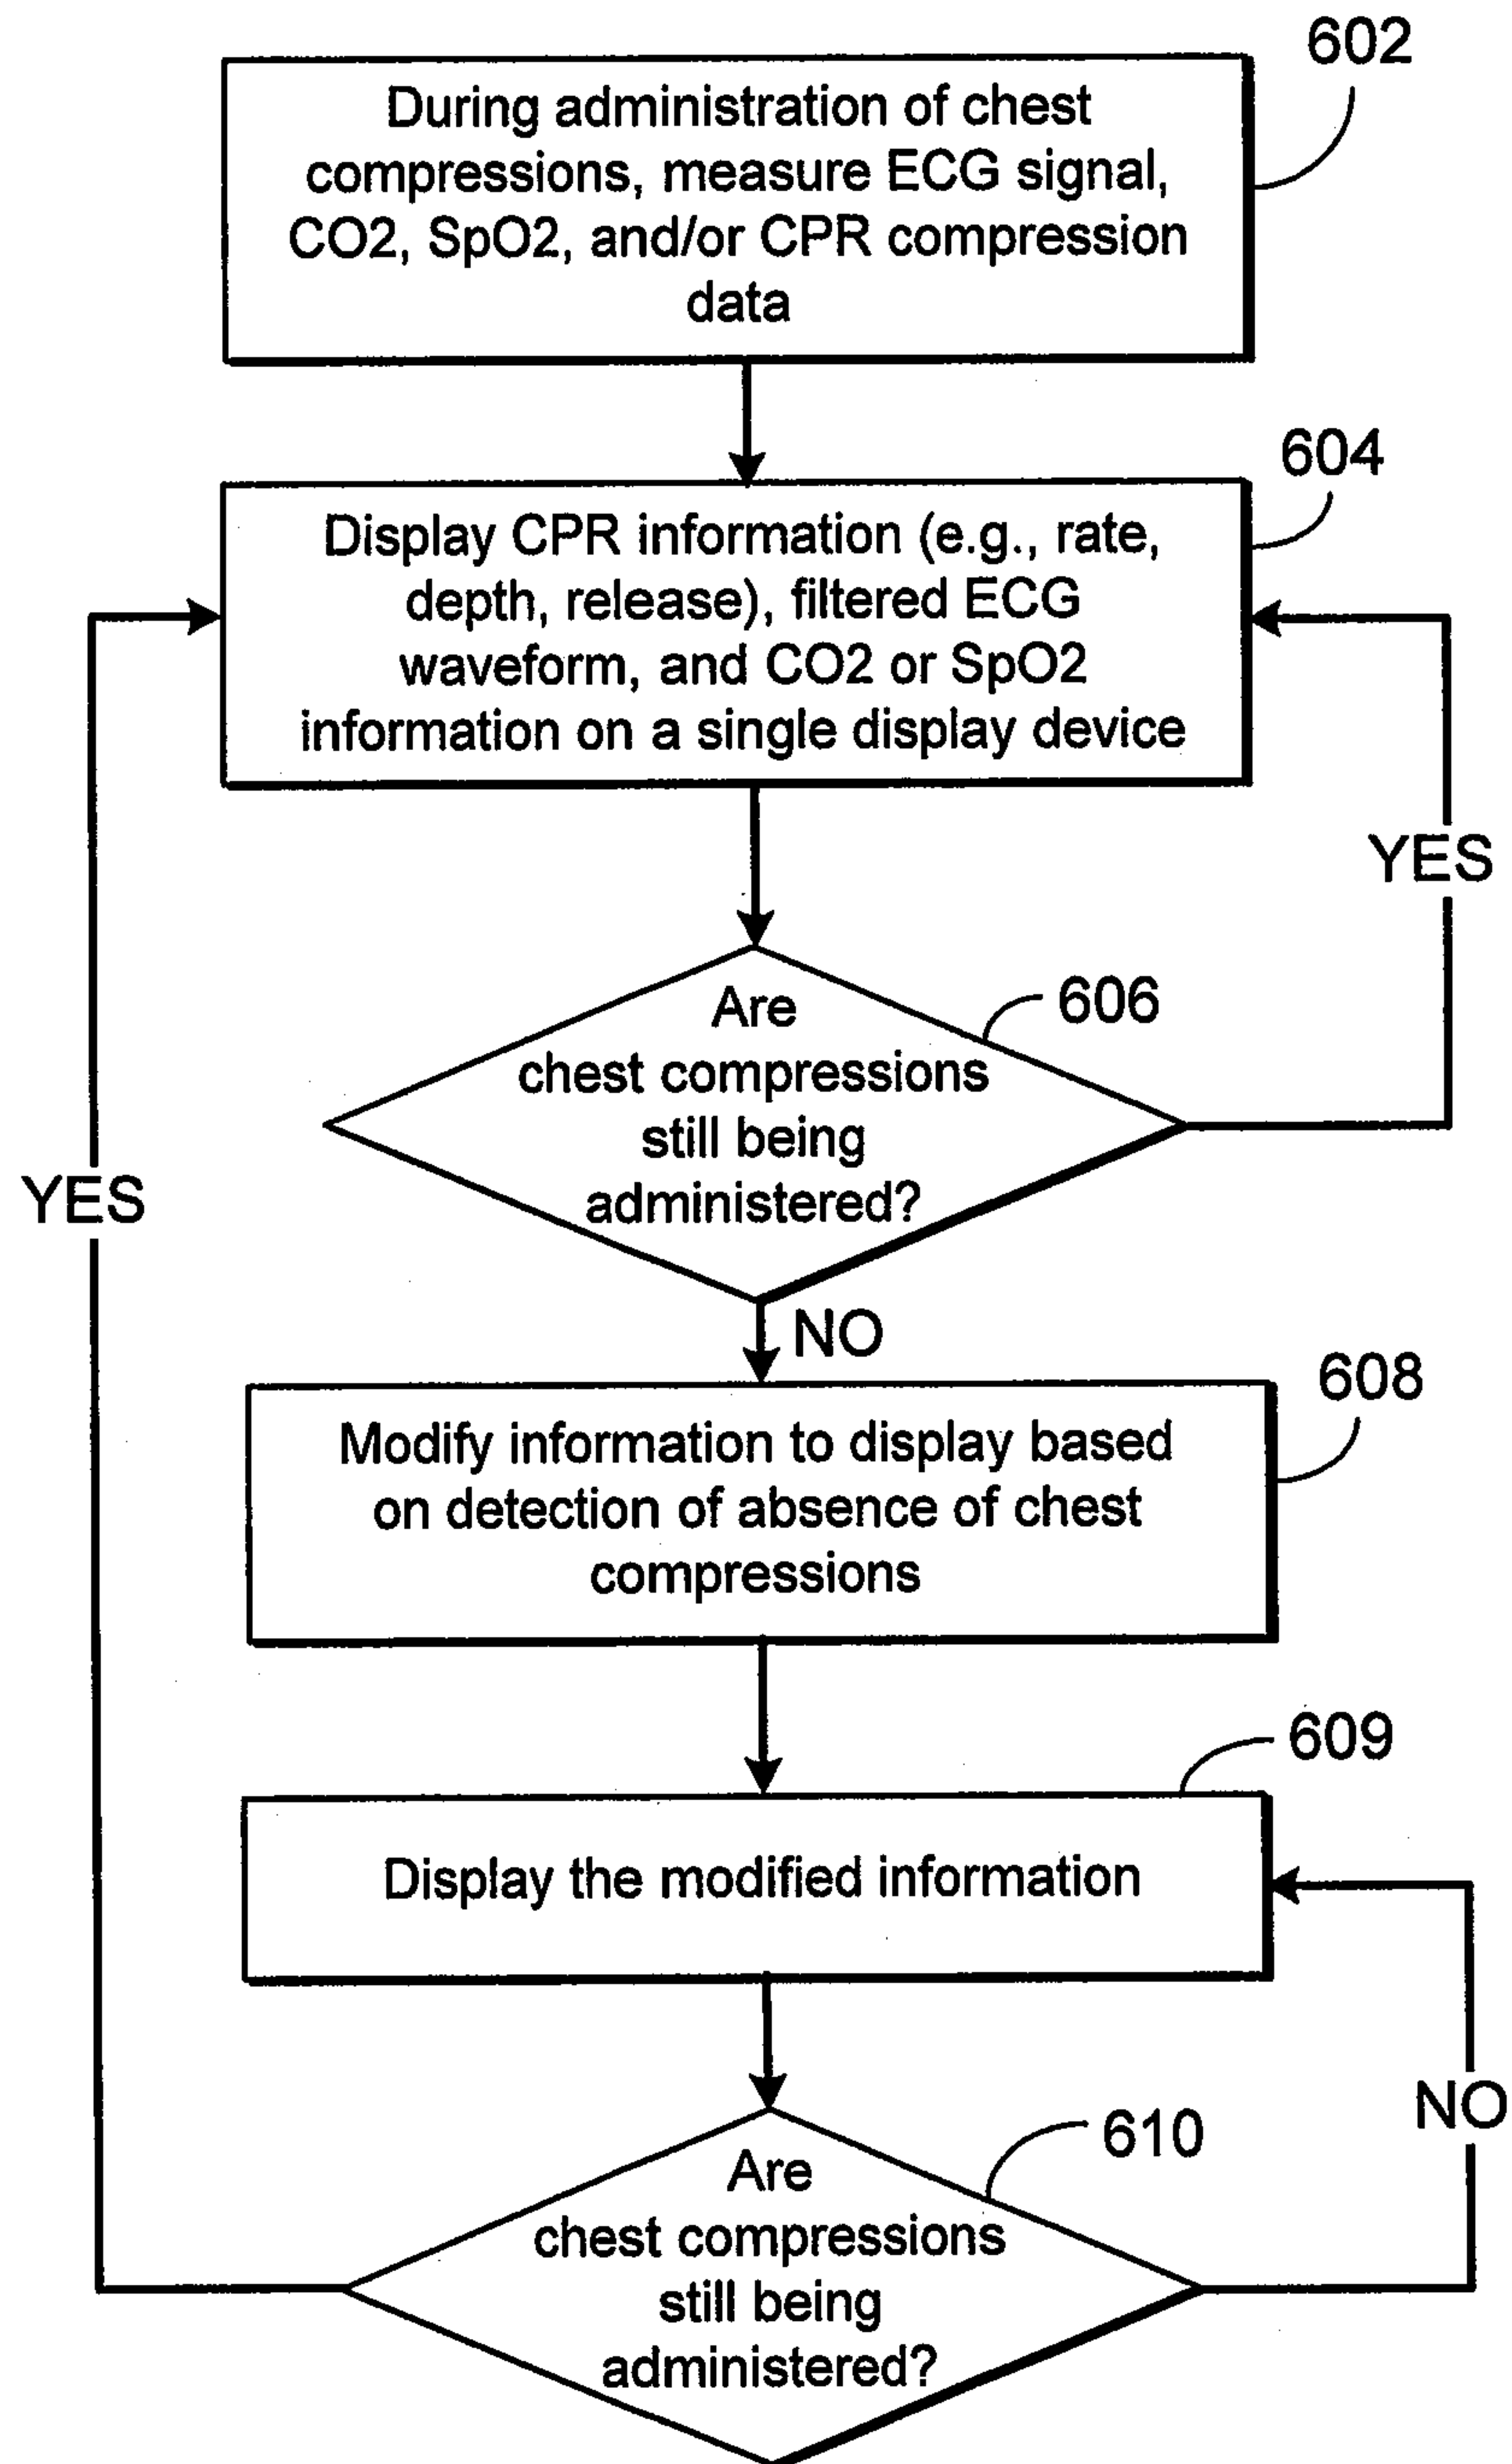 602
During administration of chest
compressions, measure ECG signal,
CO2, SpO2, and/or CPR compression
data
604
Display CPR information (e.g., rate,
depth, release), filtered ECG
waveform, and CO2 or SpO2
information on a single display device
YES
606
Are
chest compressions
still being
administered?
YES
NO
608
Modify information to display based
on detection of absence of chest
compressions
609
Display the modified information
NO
610
Are
chest compressions
still being
administered?